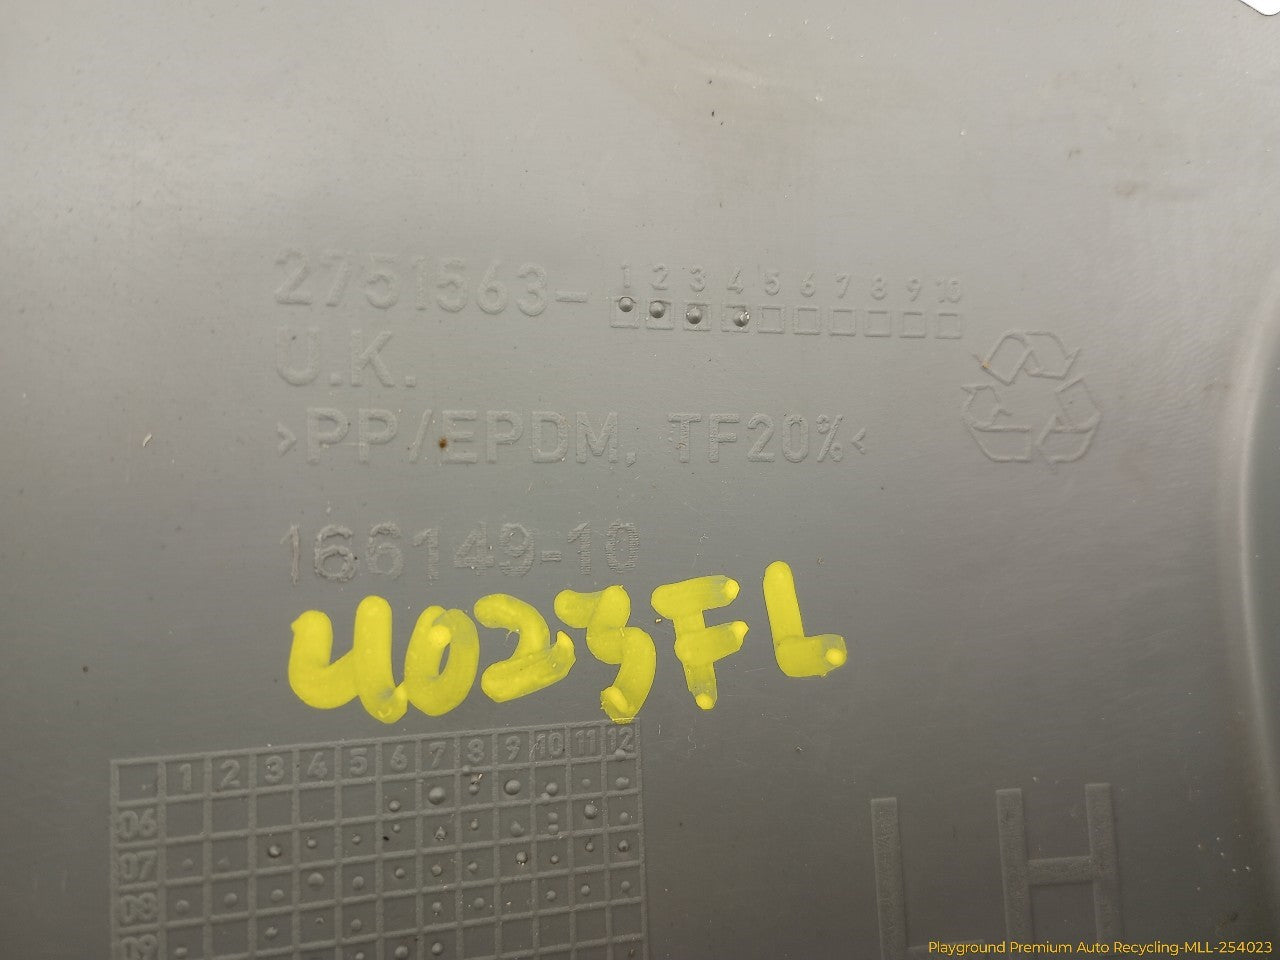 2751563- 1 2 3 4 5 6 7 8 9 10
U.K.
>PP/EPDM, TF20%<
166149-10
4023FL
1 2 3 4 5 6 7 8 9 10 11 12
06
07
08
09
LH
Playground Premium Auto Recycling-MLL-254023